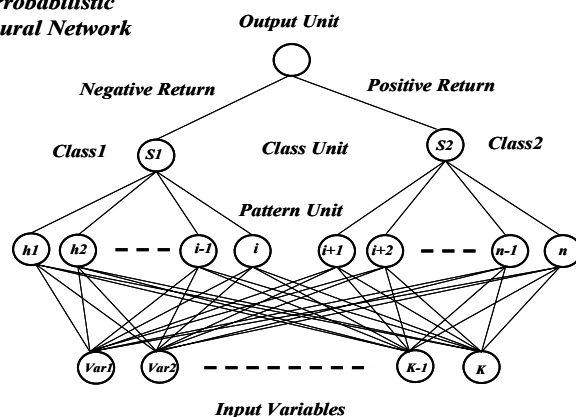 Probabilistic
ural Network
Output Unit
Negative Return
Positive Return
Class1
S1
Class Unit
S2
Class2
Pattern Unit
h1 h2 i-1 i i+1 i+2 n-1 n
Var1 Var2 K-1 K
Input Variables